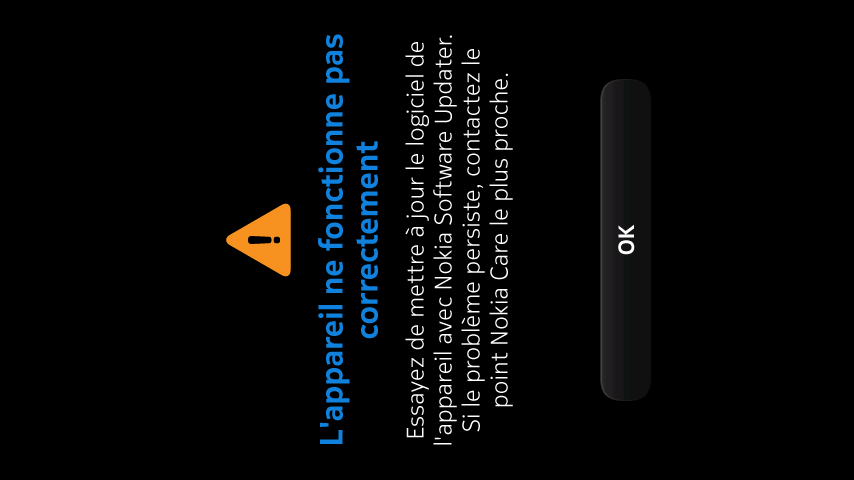 L'appareil ne fonctionne pas
correctement
Essayez de mettre à jour le logiciel de
l'appareil avec Nokia Software Updater.
Si le problème persiste, contactez le
point Nokia Care le plus proche.
OK